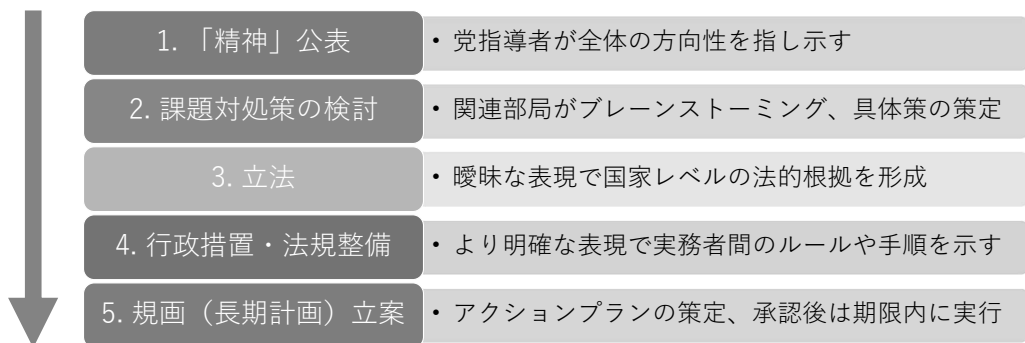 1. 「精神」公表
• 党指導者が全体の方向性を指し示す
2. 課題対処策の検討
• 関連部局がブレーンストーミング、具体策の策定
3. 立法
• 曖昧な表現で国家レベルの法的根拠を形成
4. 行政措置・法規整備
• より明確な表現で実務者間のルールや手順を示す
5. 規画（長期計画）立案
• アクションプランの策定、承認後は期限内に実行